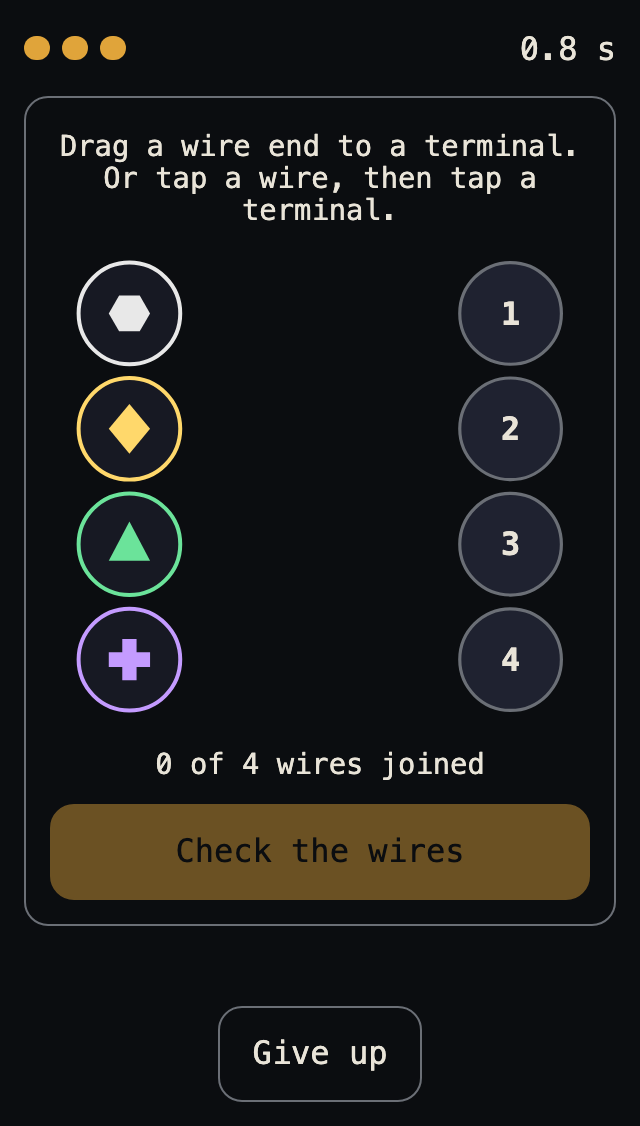 0.8 s
Drag a wire end to a terminal.
Or tap a wire, then tap a
terminal.
1
2
3
4
0 of 4 wires joined
Check the wires
Give up